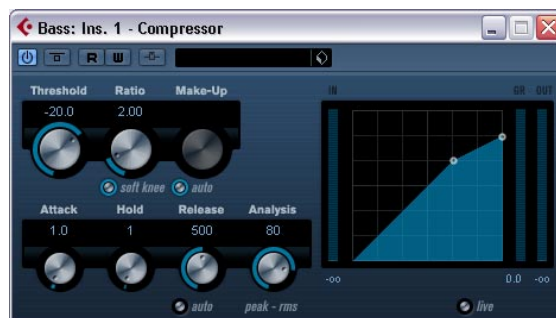 Bass: Ins. 1 - Compressor
R W
Threshold Ratio Make-Up
-20.0 2.00
soft knee auto
Attack Hold Release Analysis
1.0 1 500 80
auto peak - rms
IN GR OUT
-oo 0.0 -oo
live